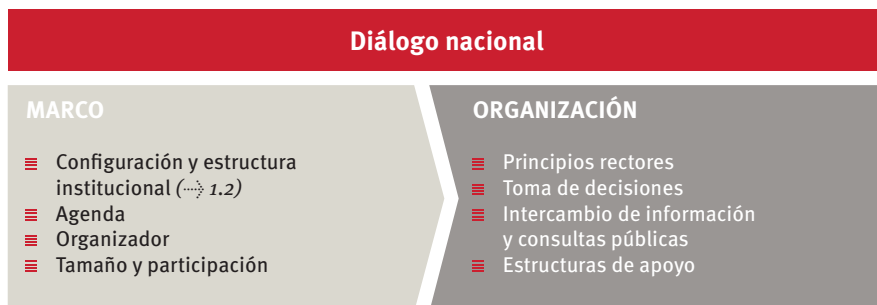 Diálogo nacional
MARCO
Configuración y estructura
institucional (····> 1.2)
Agenda
Organizador
Tamaño y participación
ORGANIZACIÓN
Principios rectores
Toma de decisiones
Intercambio de información
y consultas públicas
Estructuras de apoyo